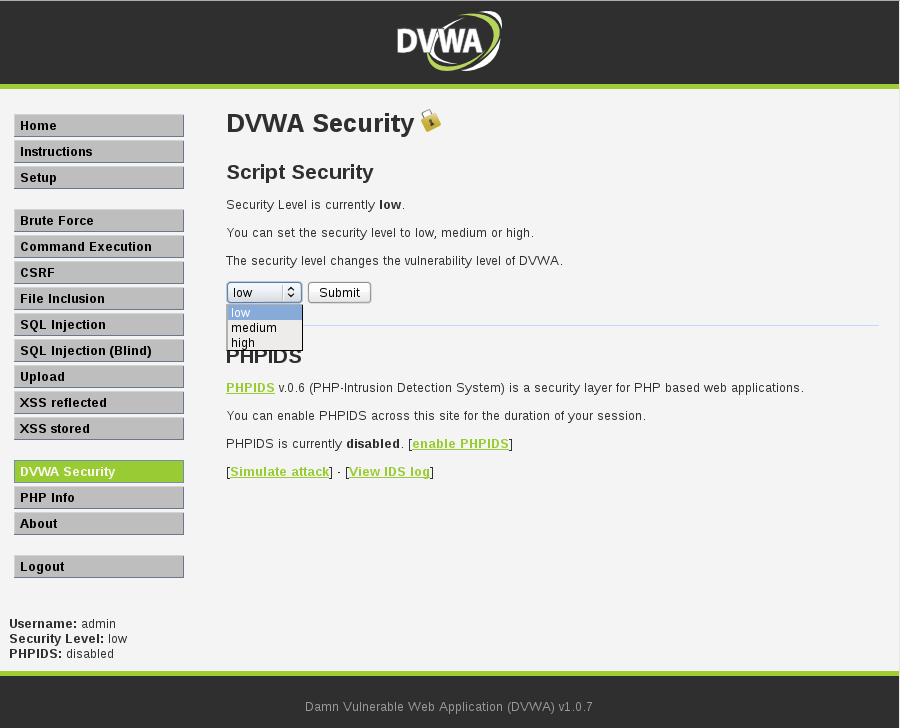 DVWA
Home
Instructions
Setup
Brute Force
Command Execution
CSRF
File Inclusion
SQL Injection
SQL Injection (Blind)
Upload
XSS reflected
XSS stored
DVWA Security
PHP Info
About
Logout
Username: admin
Security Level: low
PHPIDS: disabled
DVWA Security
Script Security
Security Level is currently low.
You can set the security level to low, medium or high.
The security level changes the vulnerability level of DVWA.
low Submit
low
medium
high
PHPIDS
PHPIDS v.0.6 (PHP-Intrusion Detection System) is a security layer for PHP based web applications.
You can enable PHPIDS across this site for the duration of your session.
PHPIDS is currently disabled. [enable PHPIDS]
[Simulate attack] - [View IDS log]
Damn Vulnerable Web Application (DVWA) v1.0.7